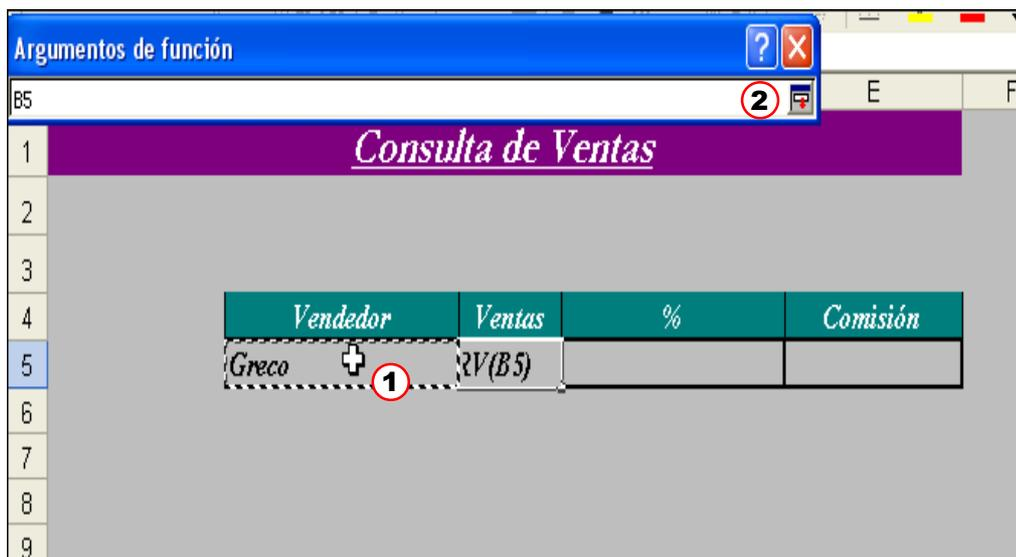 Argumentos de función
B5
2
E F
1 Consulta de Ventas
2
3
4 Vendedor Ventas % Comisión
5 Greco RV(B5)
1
6
7
8
9